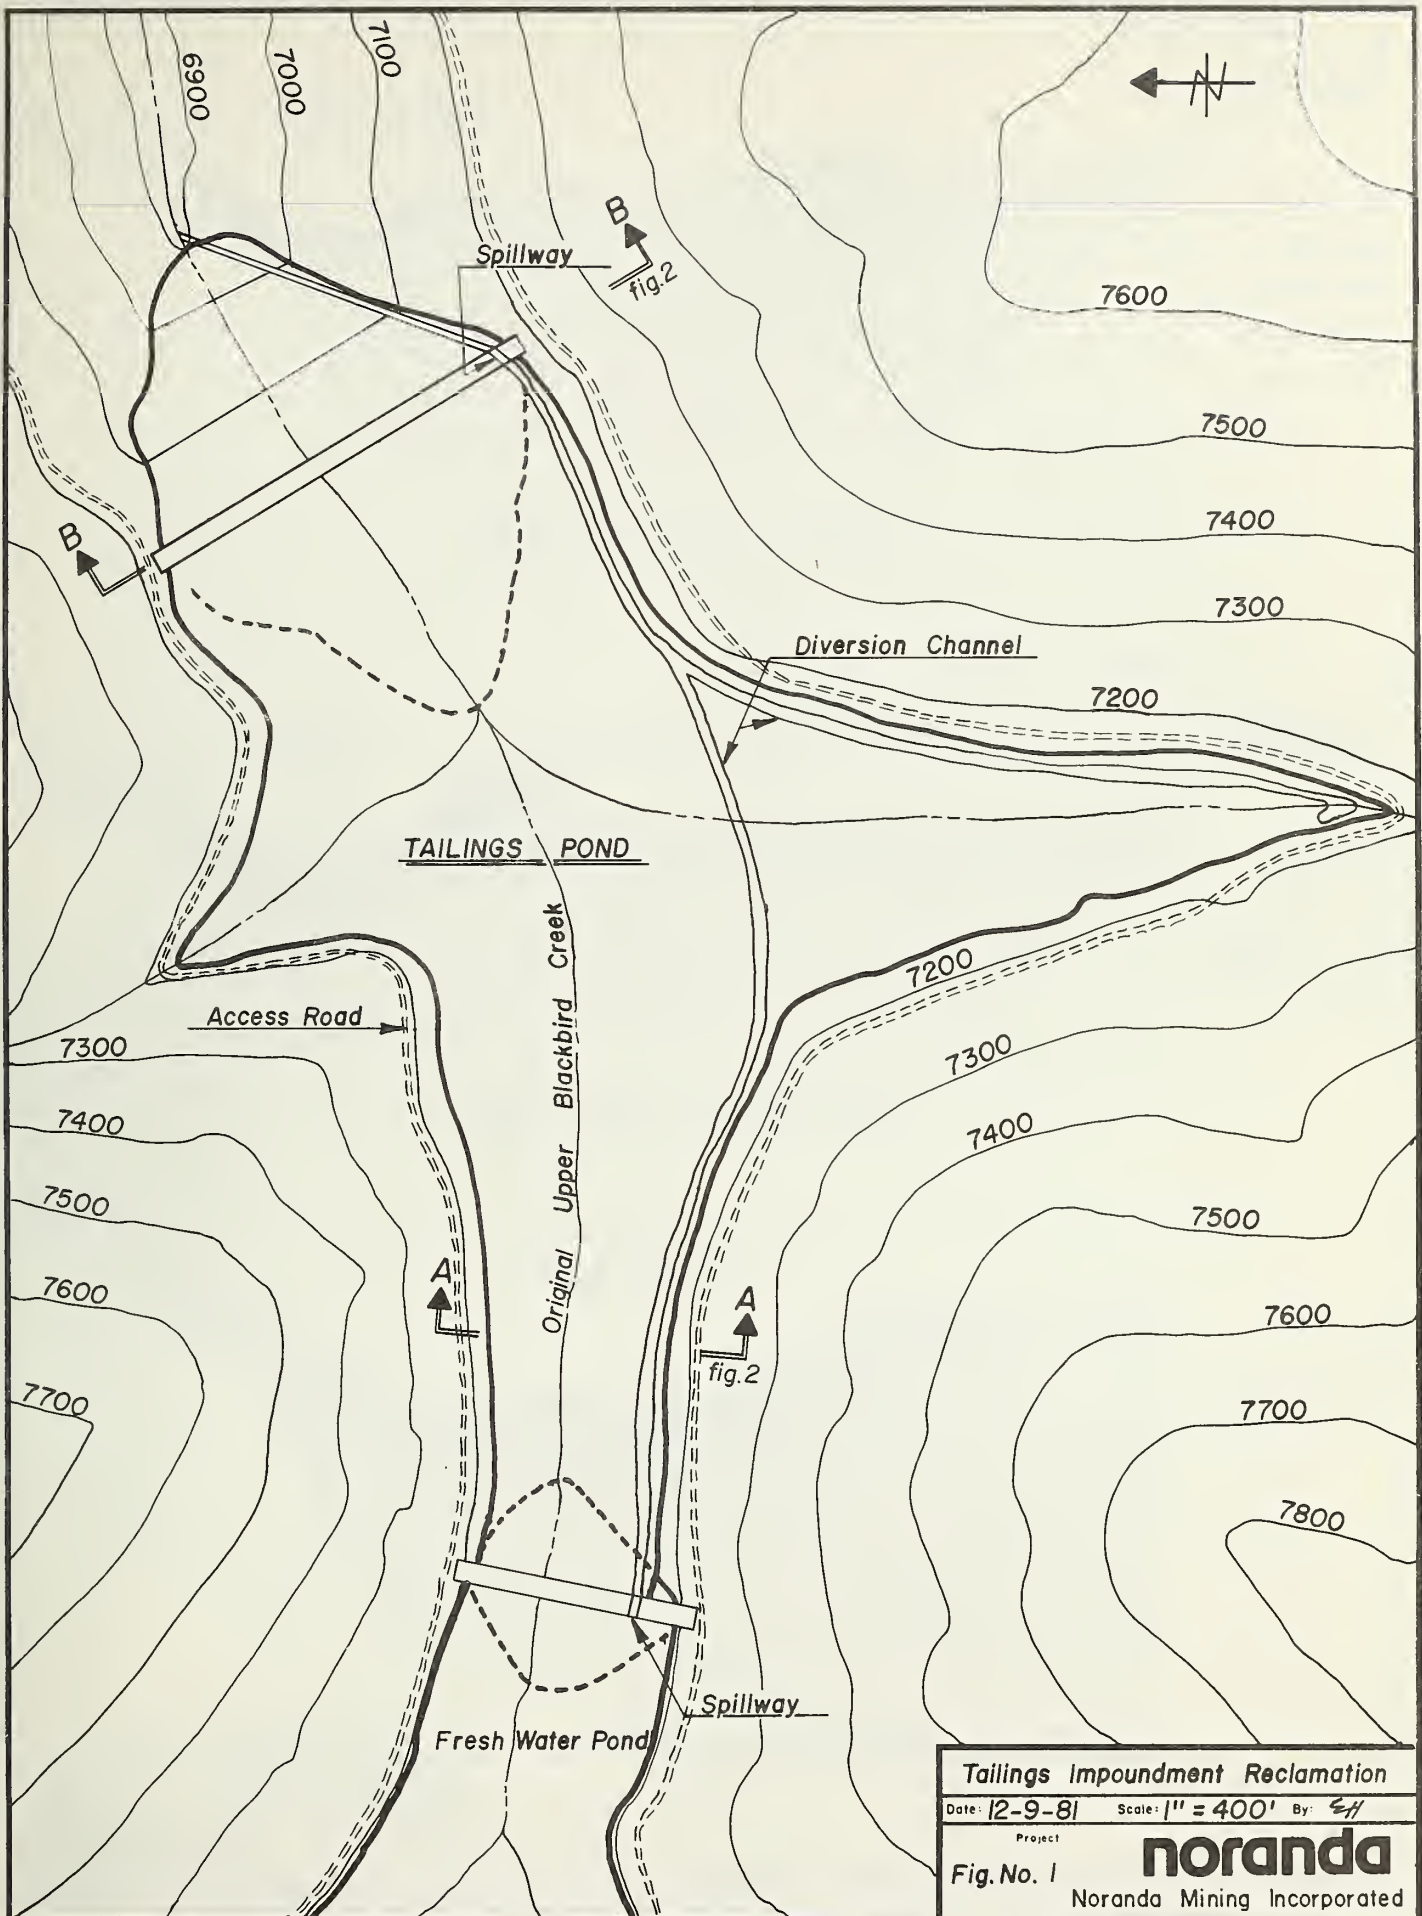 6900
7000
7100
N
B
fig.2
Spillway
7600
7500
7400
7300
B
Diversion Channel
7200
TAILINGS POND
Original Upper Blackbird Creek
7200
Access Road
7300
7300
7400
7400
7500
7500
A
A
fig.2
7600
7600
7700
7700
7800
Spillway
Fresh Water Pond
Tailings Impoundment Reclamation
Date: 12-9-81 Scale: 1" = 400' By: EH
Project
Fig. No. 1
noranda
Noranda Mining Incorporated